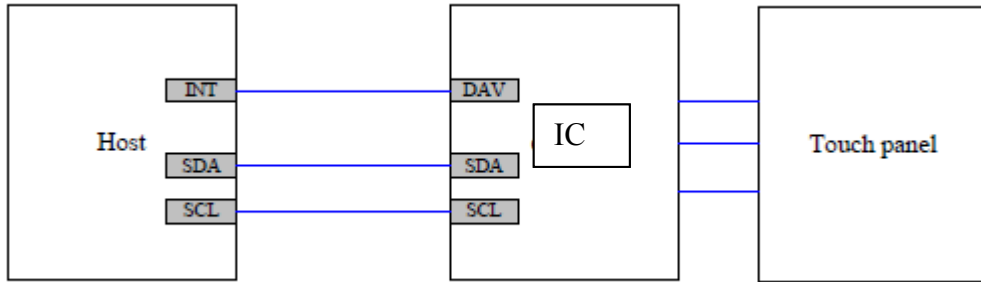 INT
DAV
IC
Host
Touch panel
SDA
SDA
SCL
SCL